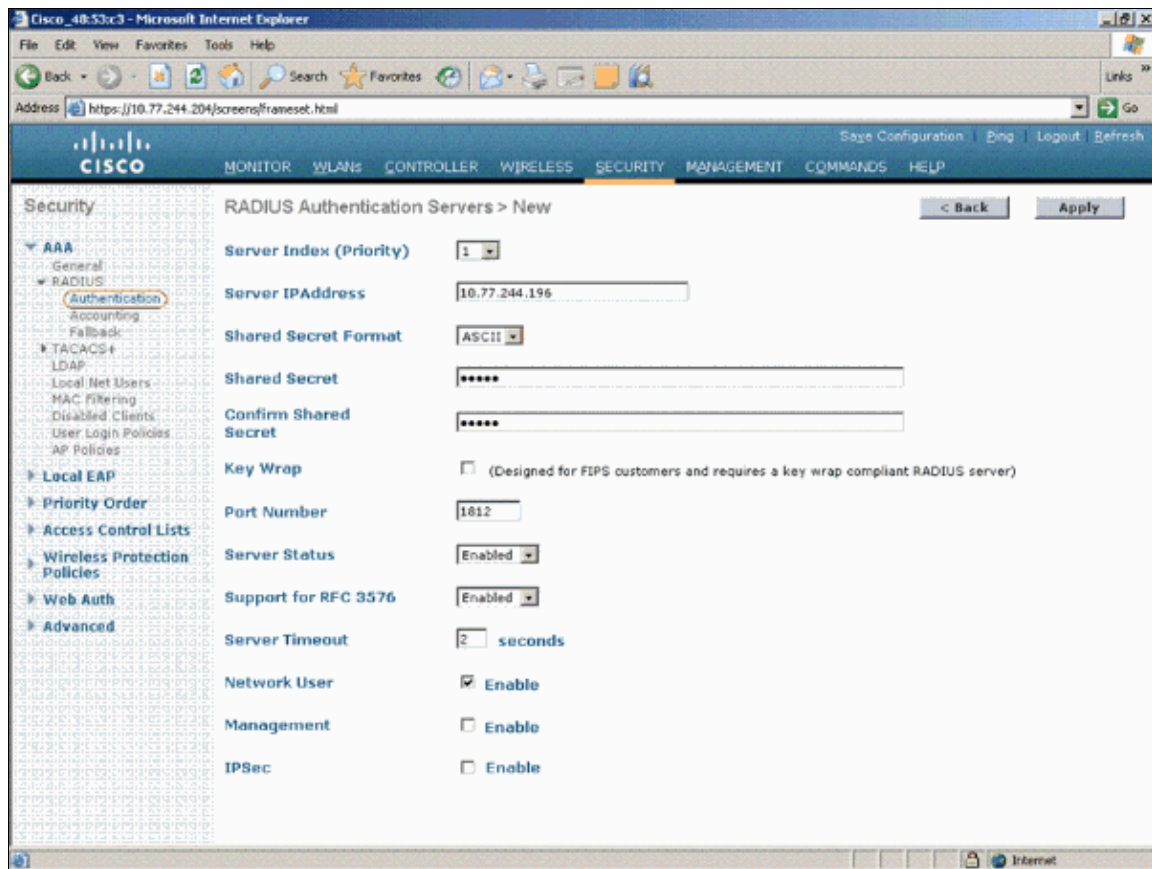 Cisco_48:53:c3 - Microsoft Internet Explorer
File Edit View Favorites Tools Help
Back Search Favorites Links »
Address https://10.77.244.204/screens/frameset.html Go
Save Configuration | Ping | Logout | Refresh
CISCO MONITOR WLANs CONTROLLER WIRELESS SECURITY MANAGEMENT COMMANDS HELP
Security
AAA
General
RADIUS
Authentication
Accounting
Fallback
TACACS+
LDAP
Local Net Users
MAC Filtering
Disabled Clients
User Login Policies
AP Policies
Local EAP
Priority Order
Access Control Lists
Wireless Protection
Policies
Web Auth
Advanced
RADIUS Authentication Servers > New < Back Apply
Server Index (Priority) 1
Server IPAddress 10.77.244.196
Shared Secret Format ASCII
Shared Secret •••••
Confirm Shared
Secret •••••
Key Wrap (Designed for FIPS customers and requires a key wrap compliant RADIUS server)
Port Number 1812
Server Status Enabled
Support for RFC 3576 Enabled
Server Timeout 2 seconds
Network User Enable
Management Enable
IPSec Enable
Internet